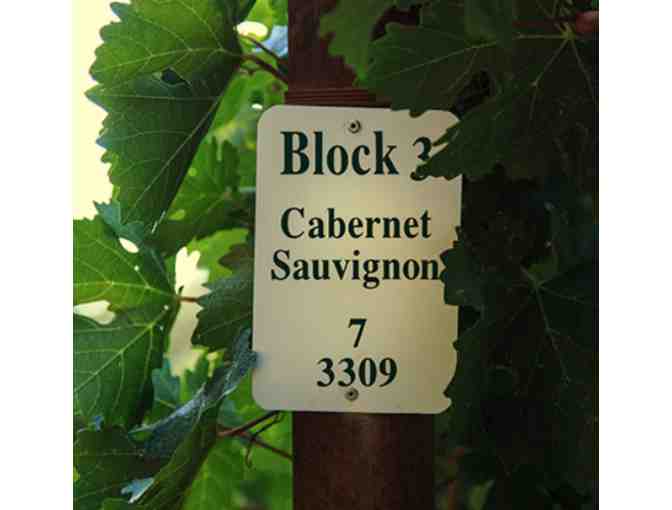 Block 3
Cabernet
Sauvignon
7
3309